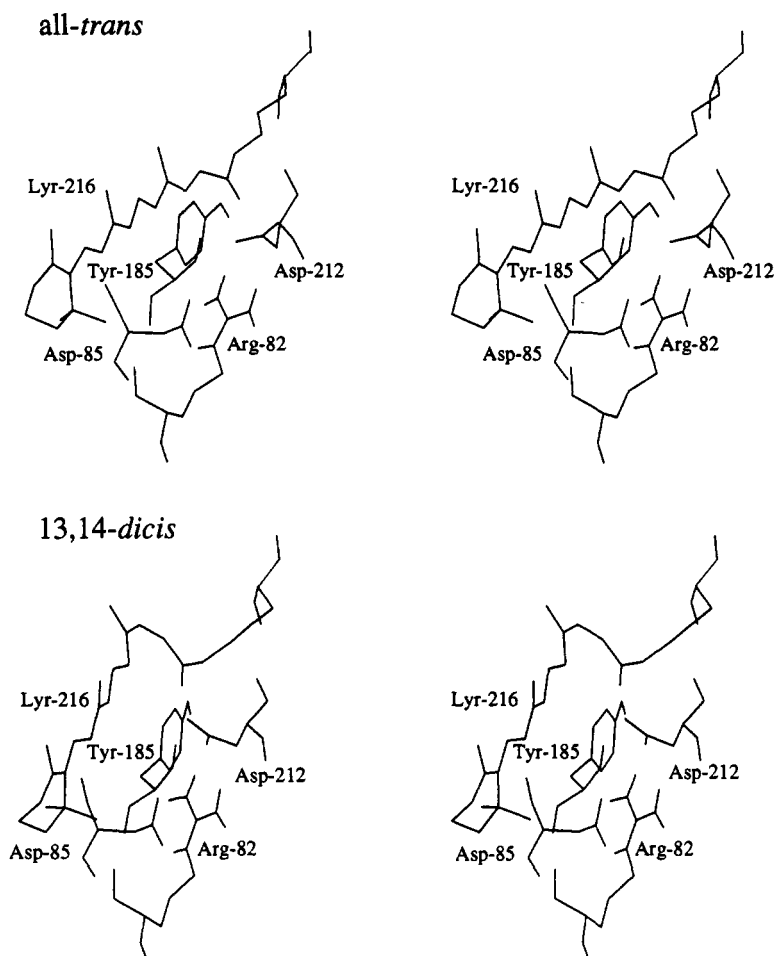 all-trans
Lyr-216
Lyr-216
Tyr-185
Asp-212
Tyr-185
Asp-212
Asp-85
Arg-82
Asp-85
Arg-82
13,14-dicis
Lyr-216
Lyr-216
Tyr-185
Asp-212
Tyr-185
Asp-212
Asp-85
Arg-82
Asp-85
Arg-82